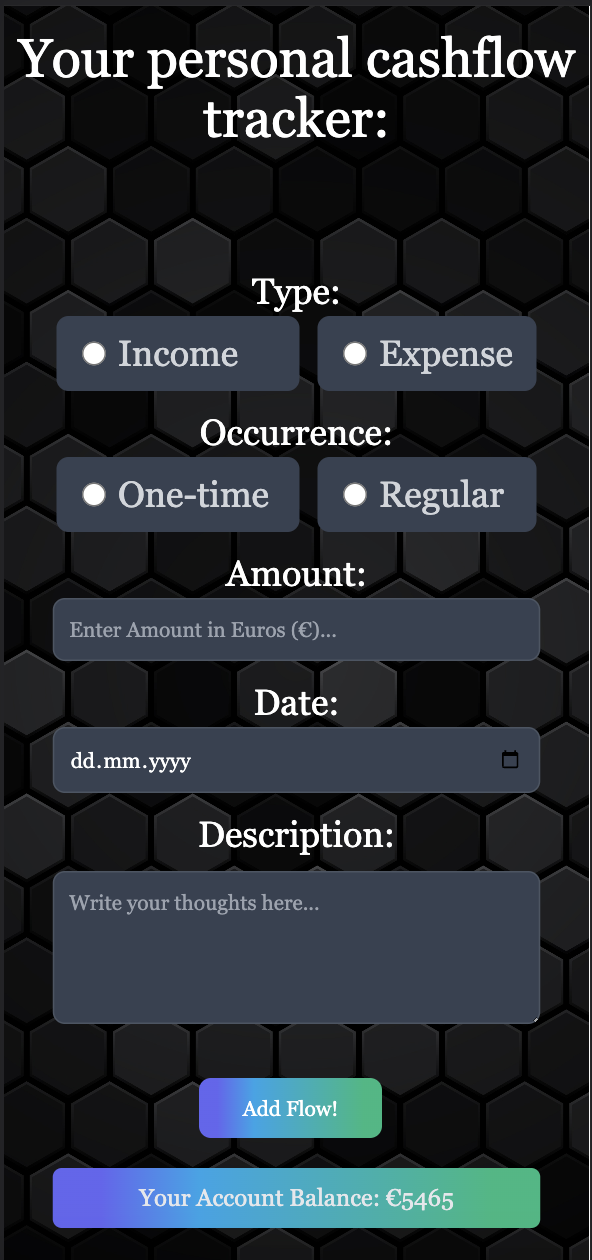 Your personal cashflow
tracker:
Type:
Income Expense
Occurrence:
One-time Regular
Amount:
Enter Amount in Euros (€)...
Date:
dd.mm.yyyy
Description:
Write your thoughts here...
Add Flow!
Your Account Balance: €5465